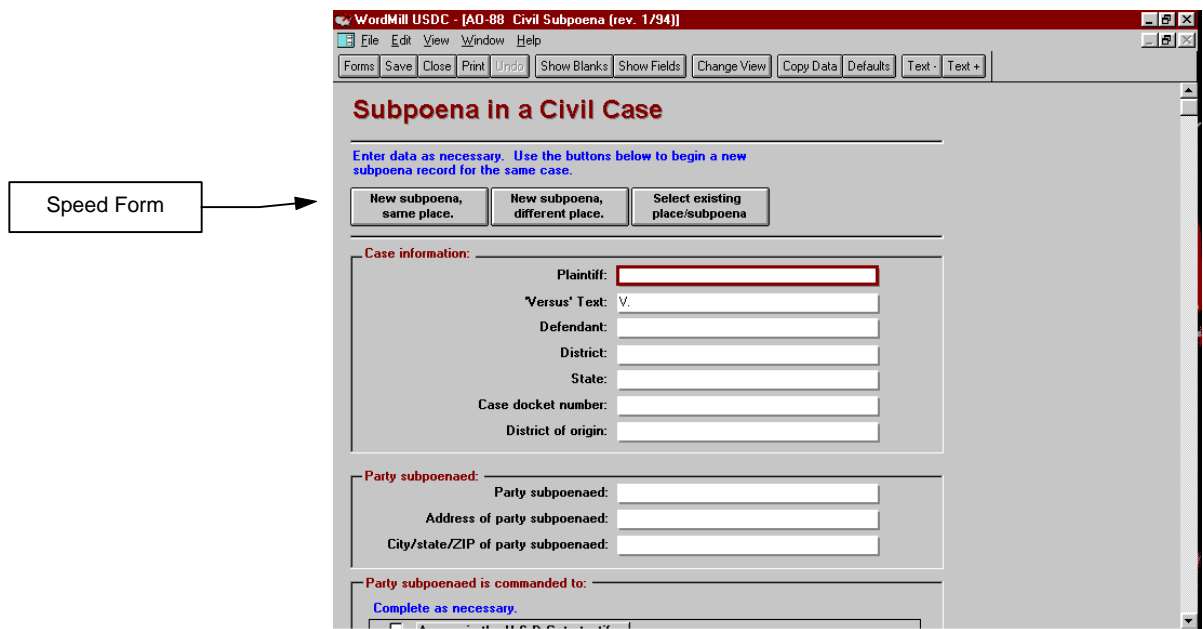 WordMill USDC - [AO-88 Civil Subpoena (rev. 1/94)]
File Edit View Window Help
Forms Save Close Print Undo Show Blanks Show Fields Change View Copy Data Defaults Text - Text +
Subpoena in a Civil Case
Enter data as necessary. Use the buttons below to begin a new
subpoena record for the same case.
Speed Form
New subpoena,
same place.
New subpoena,
different place.
Select existing
place/subpoena
Case information:
Plaintiff:
'Versus' Text: V.
Defendant:
District:
State:
Case docket number:
District of origin:
Party subpoenaed:
Party subpoenaed:
Address of party subpoenaed:
City/state/ZIP of party subpoenaed:
Party subpoenaed is commanded to:
Complete as necessary.